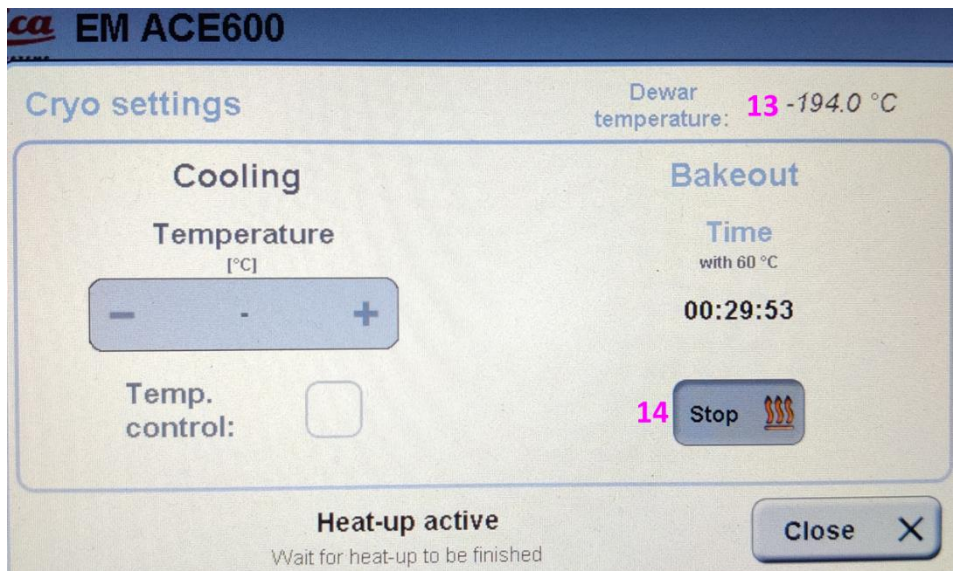 ca EM ACE600
Cryo settings
Dewar
temperature: 13 -194.0 °C
Cooling
Bakeout
Temperature
[°C]
Time
with 60 °C
- - +
00:29:53
Temp.
control:
14 Stop
Heat-up active
Wait for heat-up to be finished
Close X